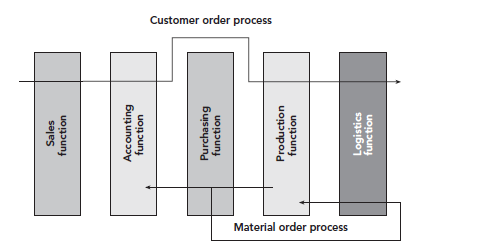 Customer order process
Sales
function
Accounting
function
Purchasing
function
Production
function
Logistics
function
Material order process